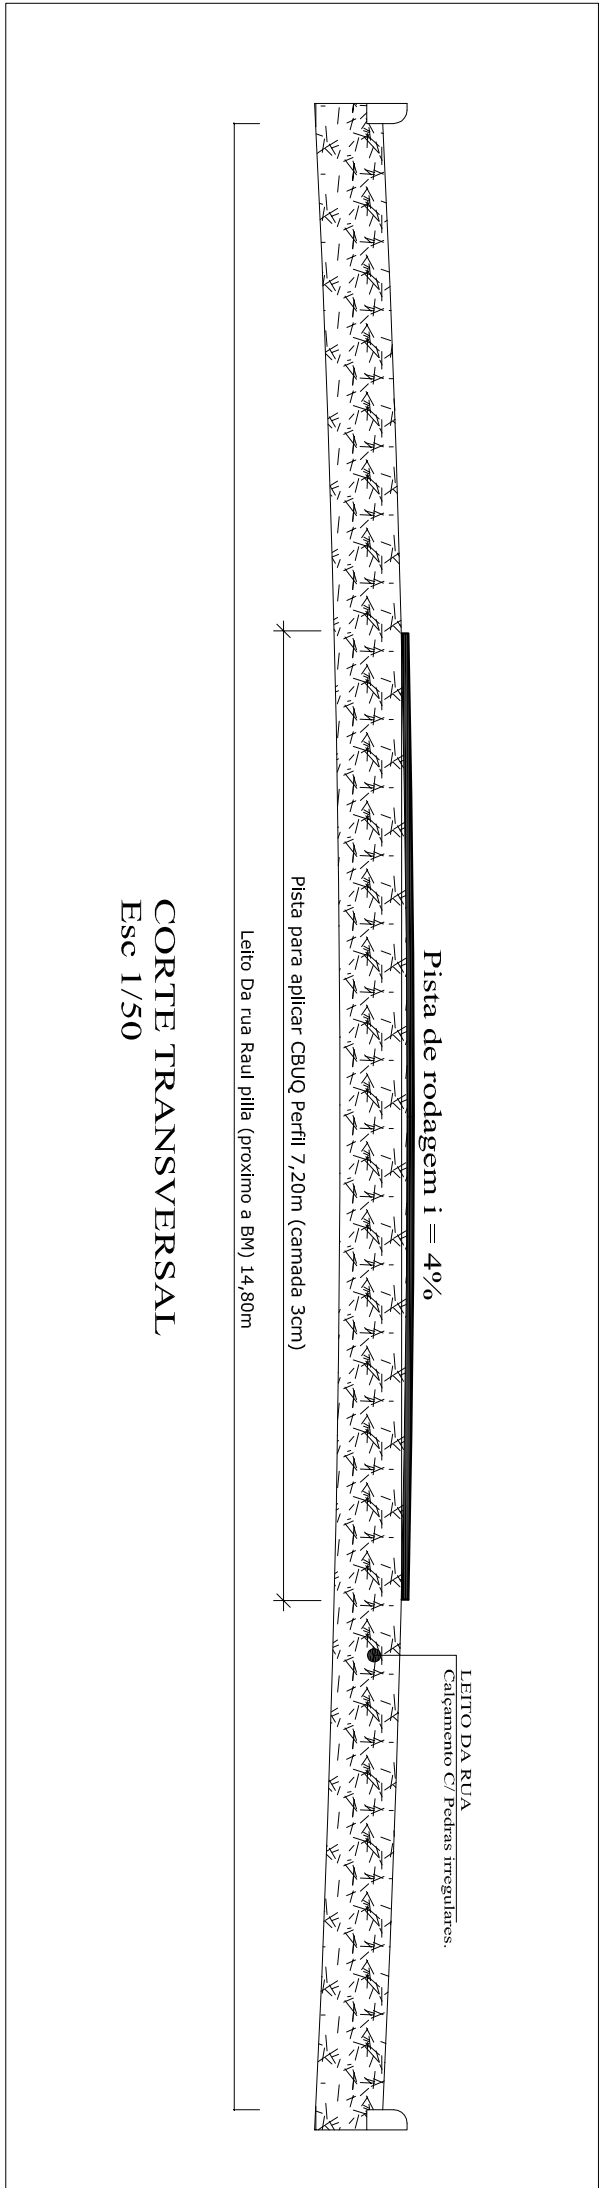 LEITO DA RUA
Calçamento C/ Pedras irregulares.
Pista de rodagem i = 4%
Pista para aplicar CBUQ Perfil 7,20m (camada 3cm)
Leito Da rua Raul pilla (proximo a BM) 14,80m
CORTE TRANSVERSAL
Esc 1/50